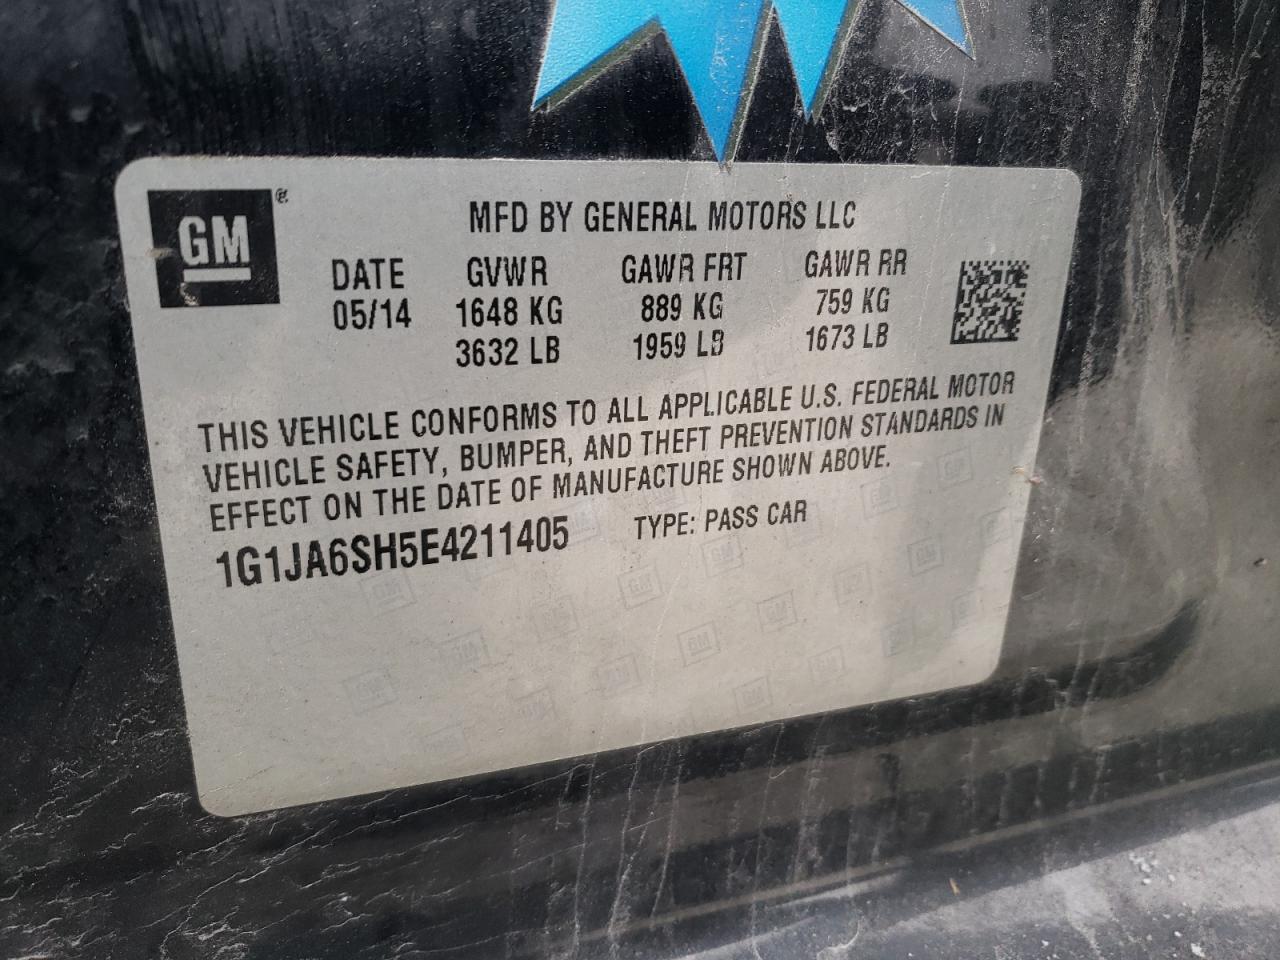 GM ®
MFD BY GENERAL MOTORS LLC
DATE GVWR GAWR FRT GAWR RR
05/14 1648 KG 889 KG 759 KG
3632 LB 1959 LB 1673 LB
THIS VEHICLE CONFORMS TO ALL APPLICABLE U.S. FEDERAL MOTOR
VEHICLE SAFETY, BUMPER, AND THEFT PREVENTION STANDARDS IN
EFFECT ON THE DATE OF MANUFACTURE SHOWN ABOVE.
1G1JA6SH5E4211405 TYPE: PASS CAR